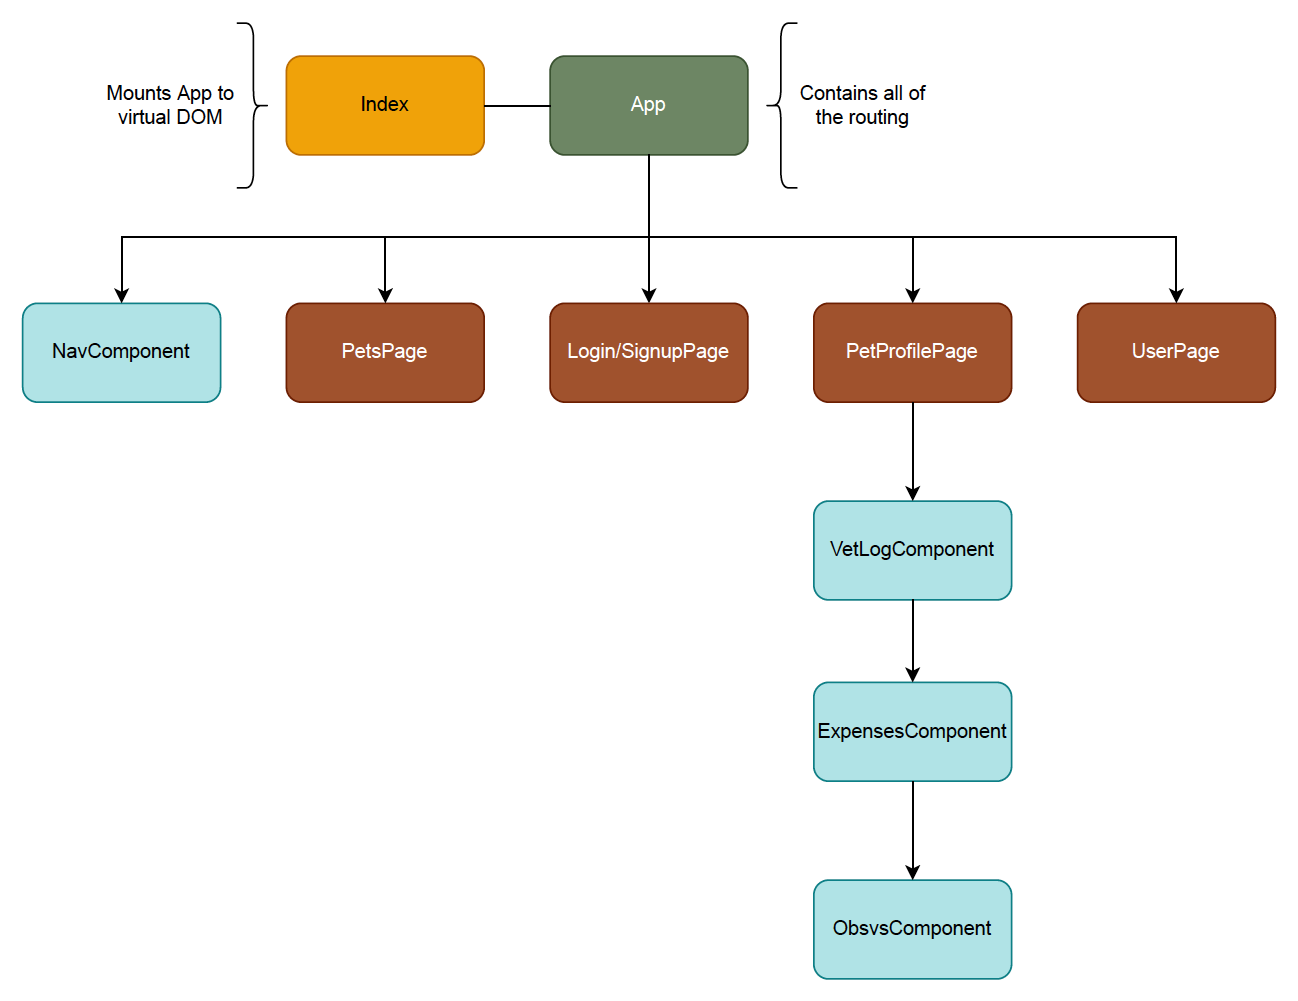 Mounts App to
virtual DOM
Index
App
Contains all of
the routing
NavComponent
PetsPage
Login/SignupPage
PetProfilePage
UserPage
VetLogComponent
ExpensesComponent
ObsvsComponent